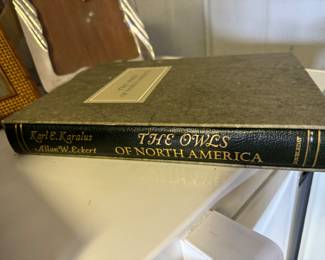 Karl E. Karalus
Allan W. Eckert
THE OWLS
OF NORTH AMERICA